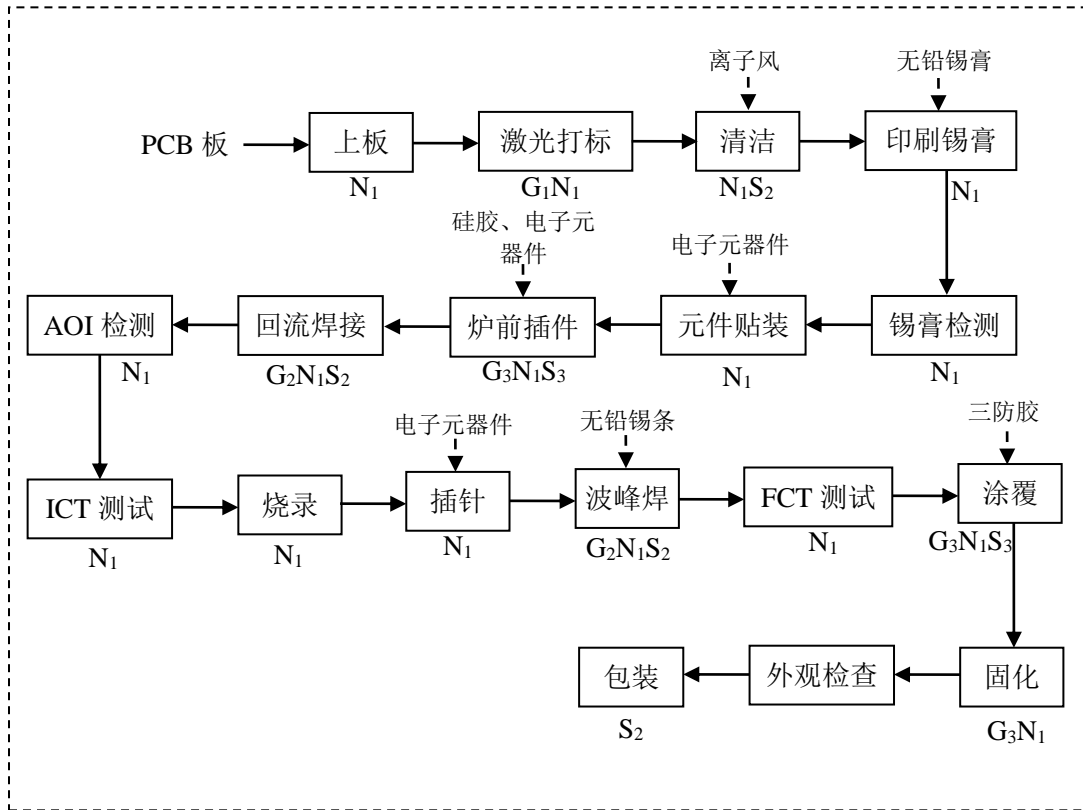 离子风
无铅锡膏
PCB 板
上板
激光打标
清洁
印刷锡膏
N₁
G₁N₁
N₁S₂
N₁
硅胶、电子元
器件
电子元器件
AOI 检测
回流焊接
炉前插件
元件贴装
锡膏检测
N₁
G₂N₁S₂
G₃N₁S₃
N₁
N₁
电子元器件
无铅锡条
三防胶
ICT 测试
烧录
插针
波峰焊
FCT 测试
涂覆
N₁
N₁
N₁
G₂N₁S₂
N₁
G₃N₁S₃
包装
外观检查
固化
S₂
G₃N₁